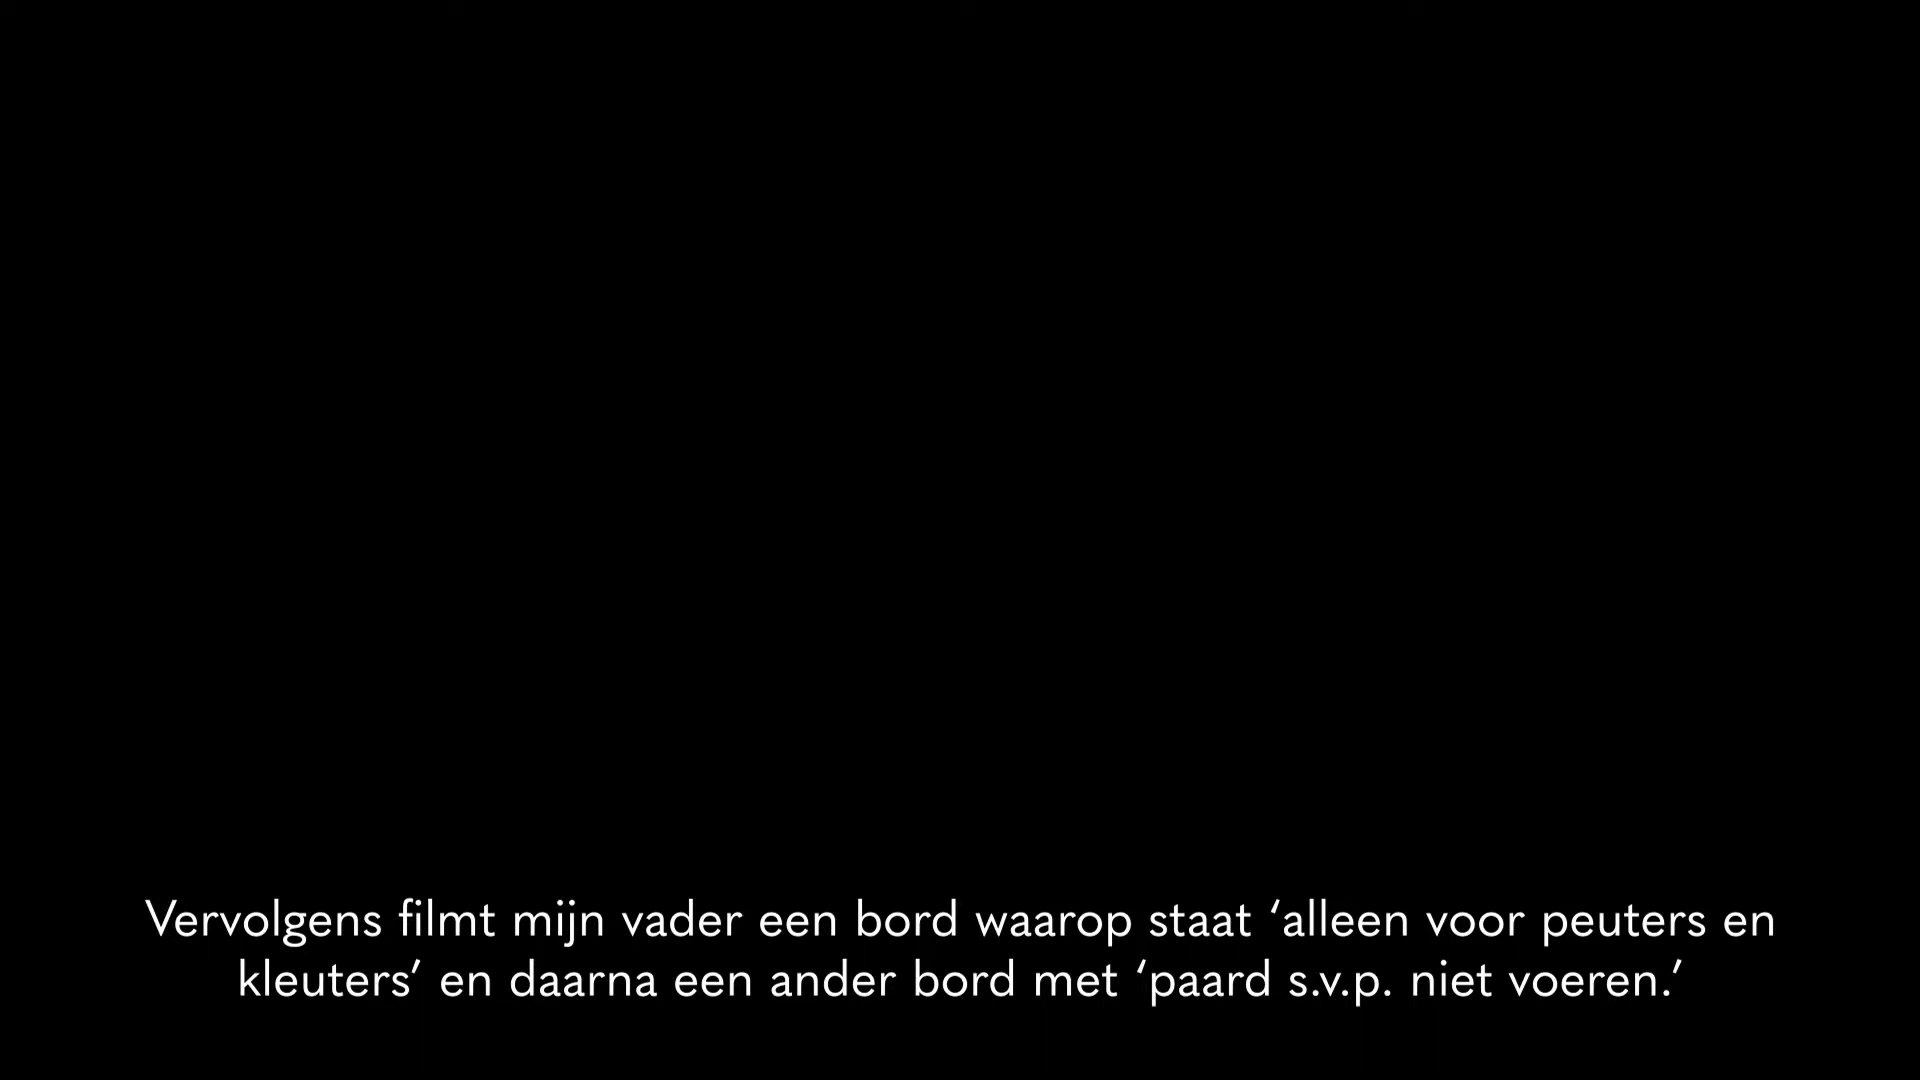 Vervolgens filmt mijn vader een bord waarop staat ‘alleen voor peuters en
kleuters’ en daarna een ander bord met ‘paard s.v.p. niet voeren.’